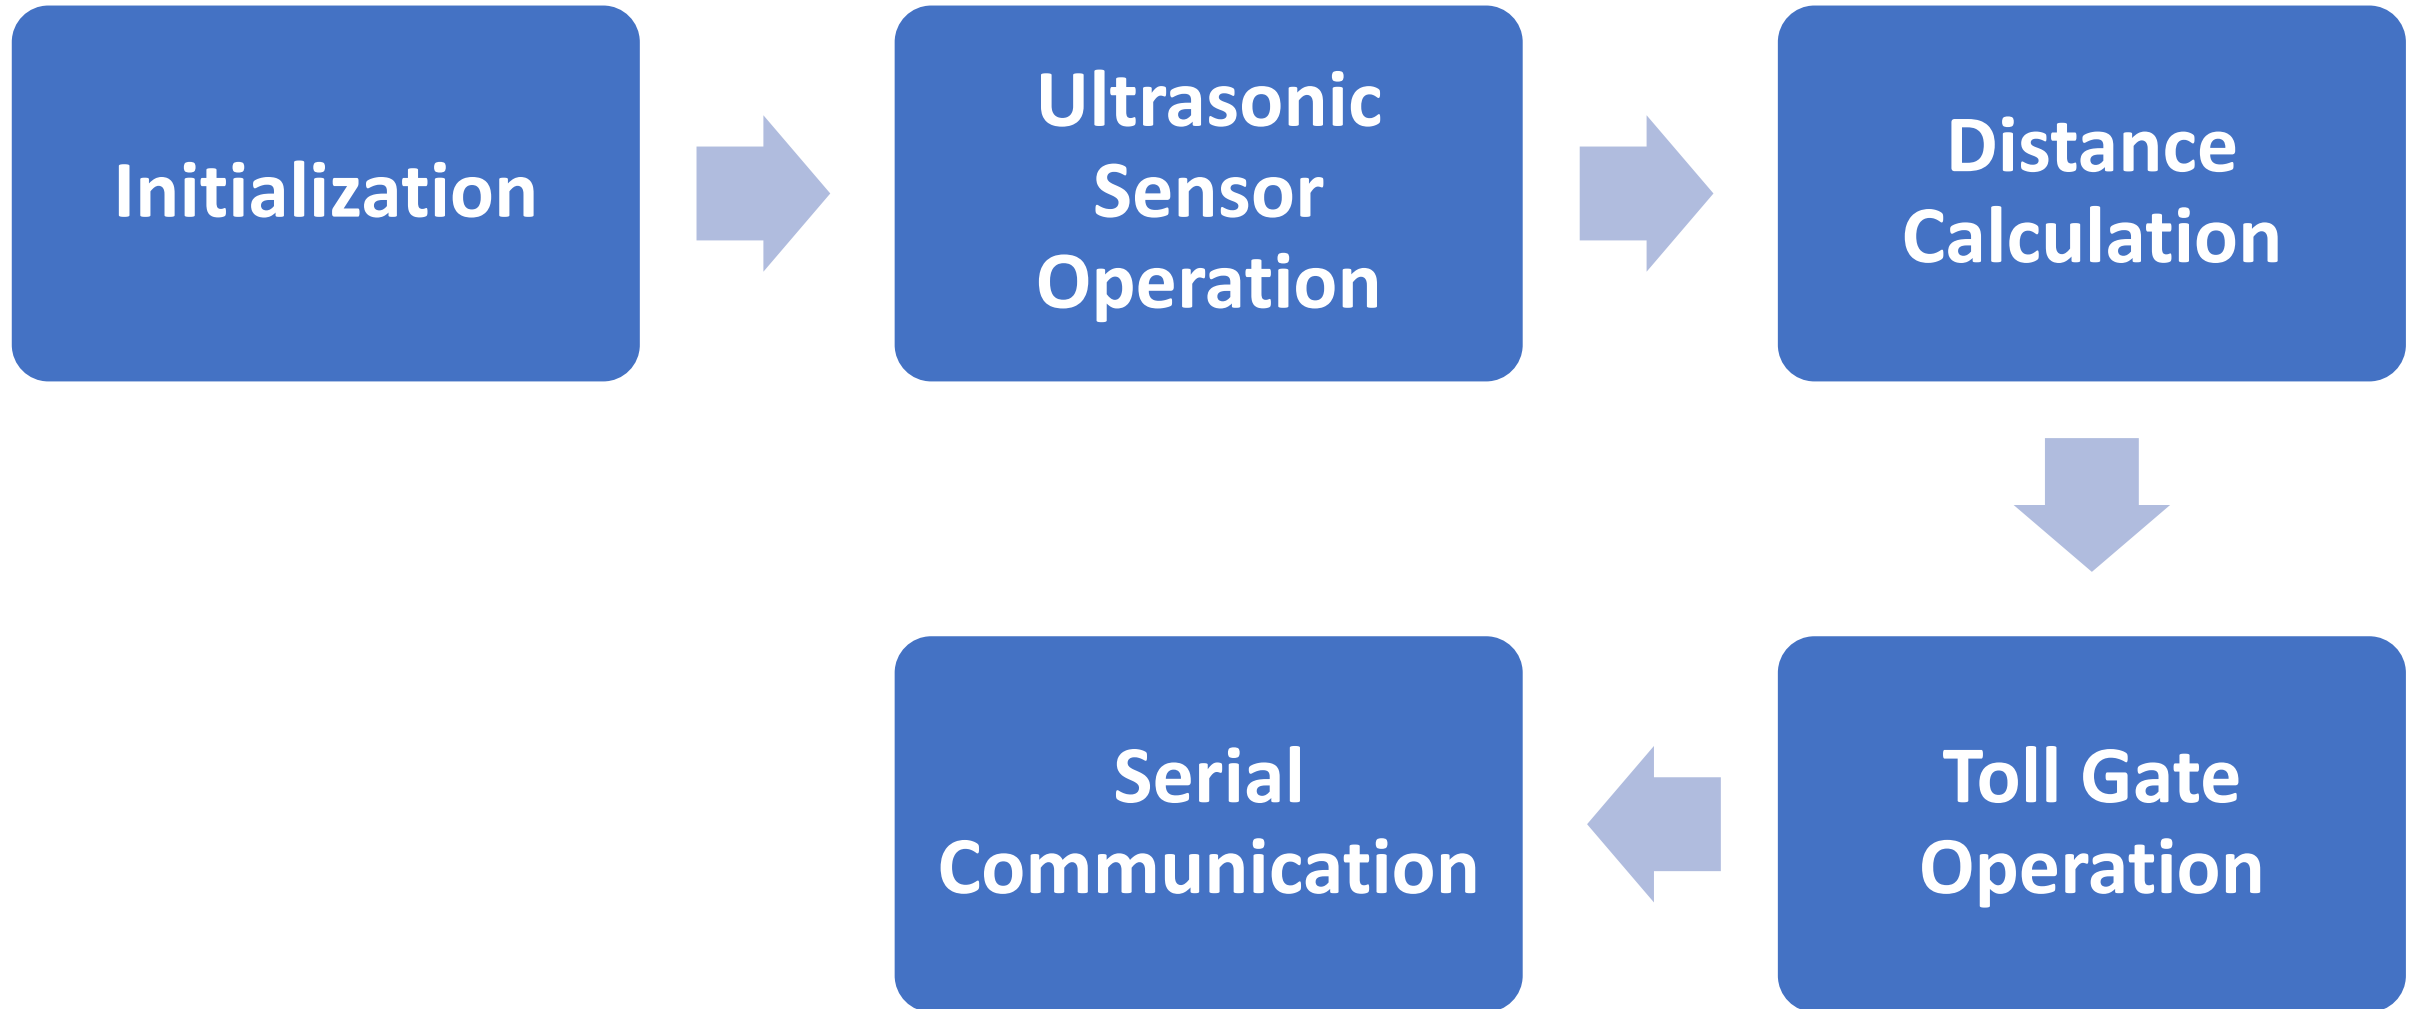 Initialization
Ultrasonic
Sensor
Operation
Distance
Calculation
Toll Gate
Operation
Serial
Communication